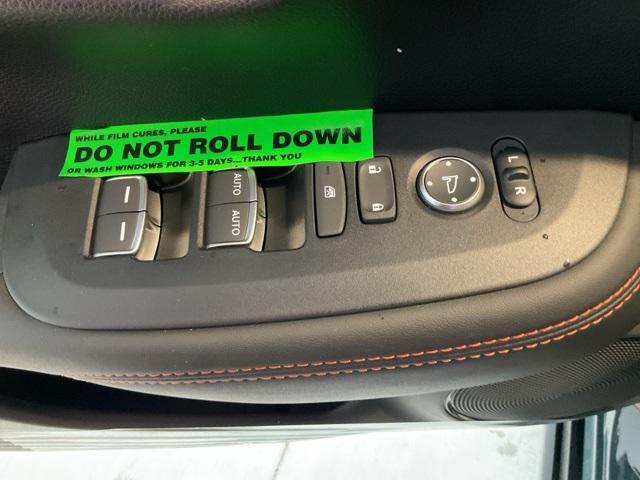 WHILE FILM CURES, PLEASE
DO NOT ROLL DOWN
OR WASH WINDOWS FOR 3-5 DAYS...THANK YOU
AUTO
AUTO
L
R